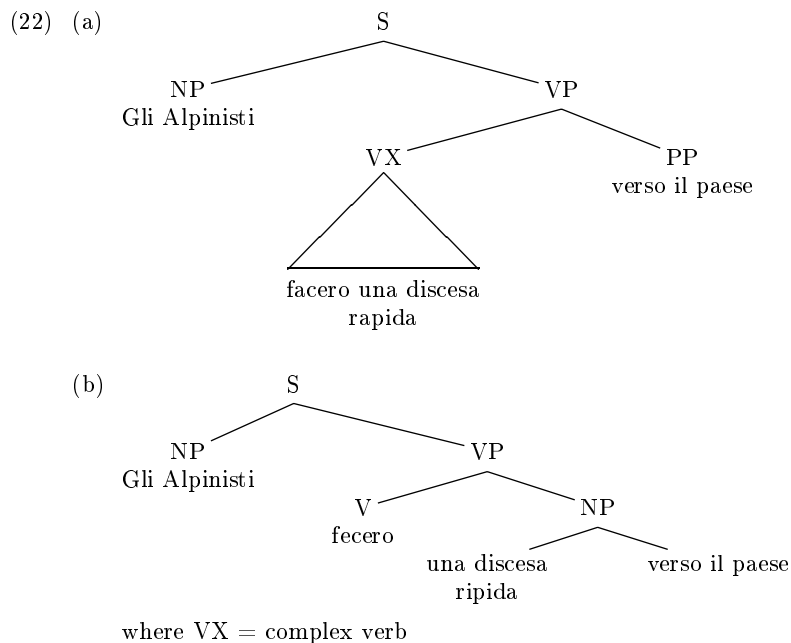 (22) (a) S
NP VP
Gli Alpinisti
VX PP
verso il paese
facero una discesa
rapida
(b) S
NP VP
Gli Alpinisti
V NP
fecero
una discesa verso il paese
ripida
where VX = complex verb